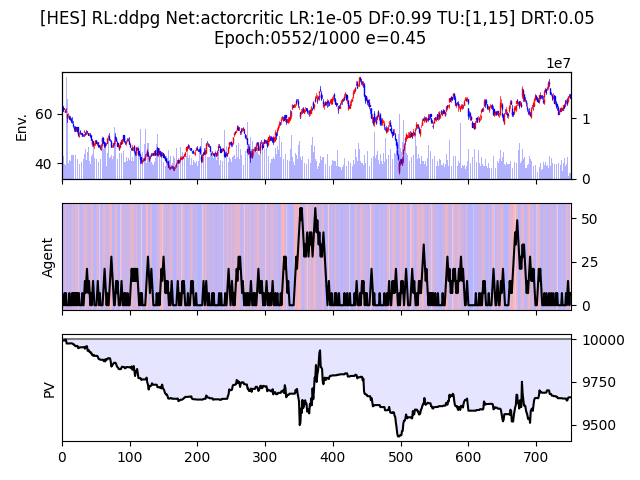 [HES] RL:ddpg Net:actorcritic LR:1e-05 DF:0.99 TU:[1,15] DRT:0.05
Epoch:0552/1000 e=0.45
1e7
Env.
60
40
1
0
Agent
50
25
0
PV
10000
9750
9500
0 100 200 300 400 500 600 700